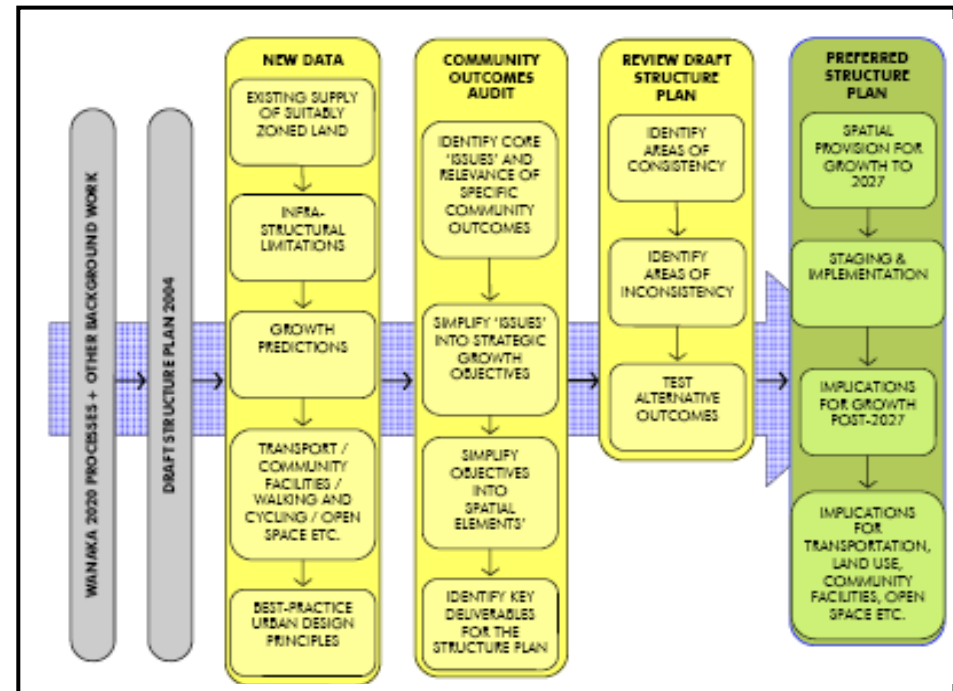 WANAKA 2020 PROCESSES + OTHER BACKGROUND WORK
DRAFT STRUCTURE PLAN 2004
NEW DATA
EXISTING SUPPLY
OF SUITABLY
ZONED LAND
INFRA-
STRUCTURAL
LIMITATIONS
GROWTH
PREDICTIONS
TRANSPORT /
COMMUNITY
FACILITIES /
WALKING AND
CYCLING / OPEN
SPACE ETC.
BEST-PRACTICE
URBAN DESIGN
PRINCIPLES
COMMUNITY
OUTCOMES
AUDIT
IDENTIFY CORE
'ISSUES' AND
RELEVANCE OF
SPECIFIC
COMMUNITY
OUTCOMES
SIMPLIFY 'ISSUES'
INTO STRATEGIC
GROWTH
OBJECTIVES
SIMPLIFY
OBJECTIVES
INTO
SPATIAL
ELEMENTS'
IDENTIFY KEY
DELIVERABLES
FOR THE
STRUCTURE PLAN
REVIEW DRAFT
STRUCTURE
PLAN
IDENTIFY
AREAS OF
CONSISTENCY
IDENTIFY
AREAS OF
INCONSISTENCY
TEST
ALTERNATIVE
OUTCOMES
PREFERRED
STRUCTURE
PLAN
SPATIAL
PROVISION FOR
GROWTH TO
2027
STAGING &
IMPLEMENTATION
IMPLICATIONS
FOR GROWTH
POST-2027
IMPLICATIONS
FOR
TRANSPORTATION,
LAND USE,
COMMUNITY
FACILITIES, OPEN
SPACE ETC.